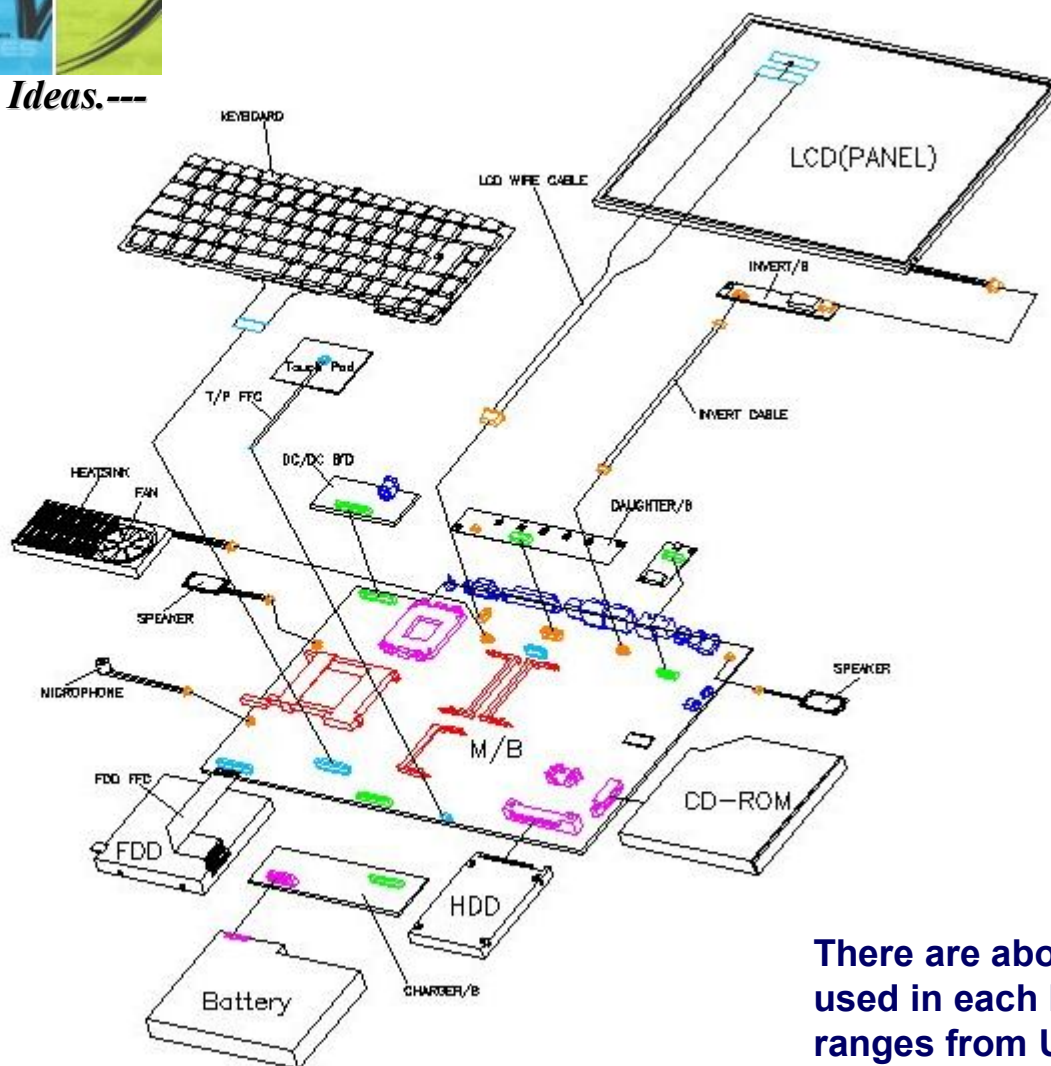 Ideas.---
KEYBOARD
LCD WIRE CABLE
LCD(PANEL)
INVERT/B
Touch Pad
T/P FFC
INVERT CABLE
DC/DC B'D
HEATSINK
FAN
DAUGHTER/B
SPEAKER
MICROPHONE
SPEAKER
M/B
FDD FFC
CD-ROM
FDD
HDD
Battery
CHARGER/B
There are abo
used in each
ranges from U